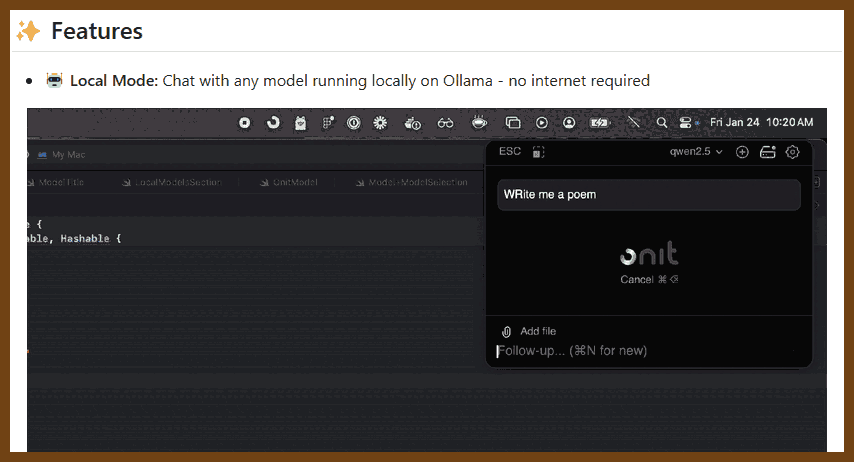 ✨ Features
• 🤖 Local Mode: Chat with any model running locally on Ollama - no internet required
Fri Jan 24 10:20 AM
My Mac
ESC
qwen2.5
ModelTitle
LocalModelsSection
OnitModel
Model+ModelSelection
WRite me a poem
e {
able, Hashable {
onit
Cancel ⌘ ⌫
Add file
Follow-up... (⌘N for new)